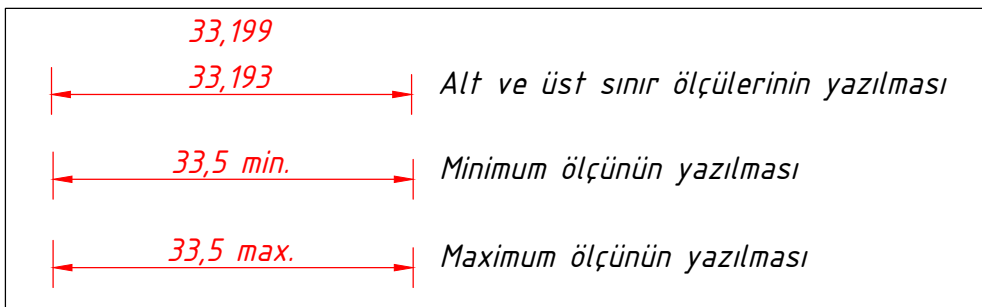 33,199
33,193 Alt ve üst sınır ölçülerinin yazılması
33,5 min. Minimum ölçünün yazılması
33,5 max. Maximum ölçünün yazılması